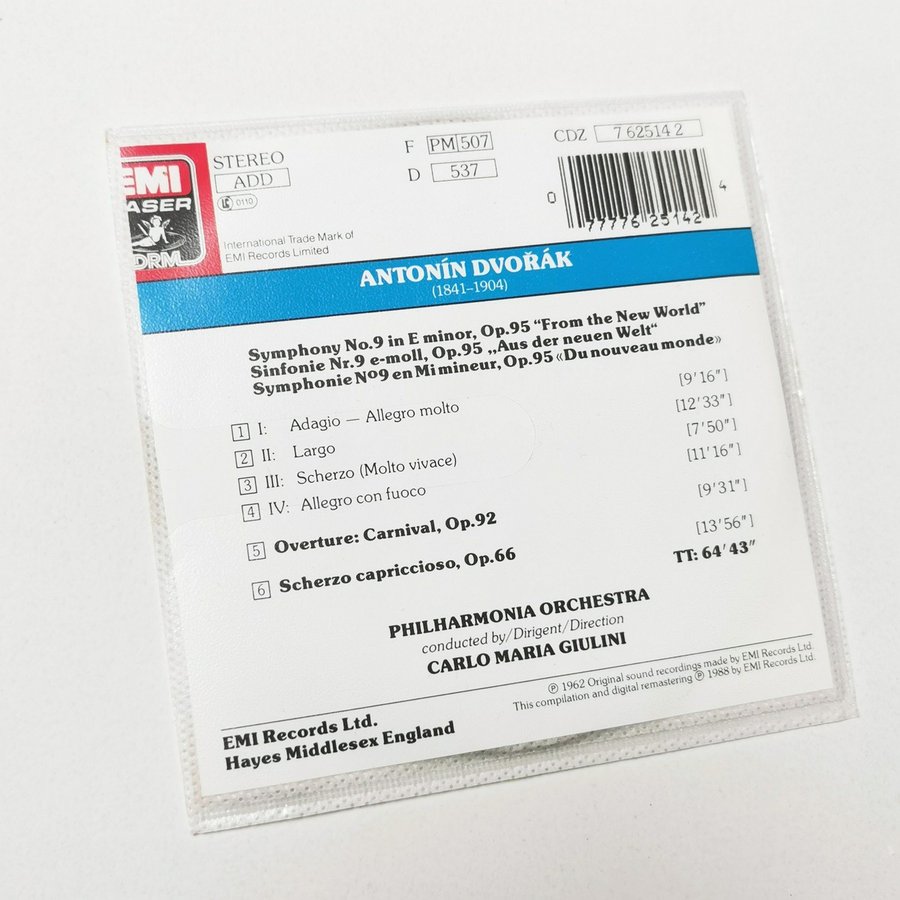 EMI
LASER
STEREO
ADD
LC 0110
International Trade Mark of
EMI Records Limited
F PM 507
D 537
CDZ 7 62514 2
0 77776 25142 4
ANTONÍN DVOŘÁK
(1841–1904)
Symphony No.9 in E minor, Op.95 “From the New World”
Sinfonie Nr.9 e-moll, Op.95 „Aus der neuen Welt“
Symphonie Nº9 en Mi mineur, Op.95 «Du nouveau monde»
1 I: Adagio — Allegro molto [9′16″]
2 II: Largo [12′33″]
3 III: Scherzo (Molto vivace) [7′50″]
4 IV: Allegro con fuoco [11′16″]
5 Overture: Carnival, Op.92 [9′31″]
6 Scherzo capriccioso, Op.66 [13′56″]
TT: 64′43″
PHILHARMONIA ORCHESTRA
conducted by/Dirigent/Direction
CARLO MARIA GIULINI
℗ 1962 Original sound recordings made by EMI Records Ltd.
This compilation and digital remastering ℗ 1988 by EMI Records Ltd.
EMI Records Ltd.
Hayes Middlesex England